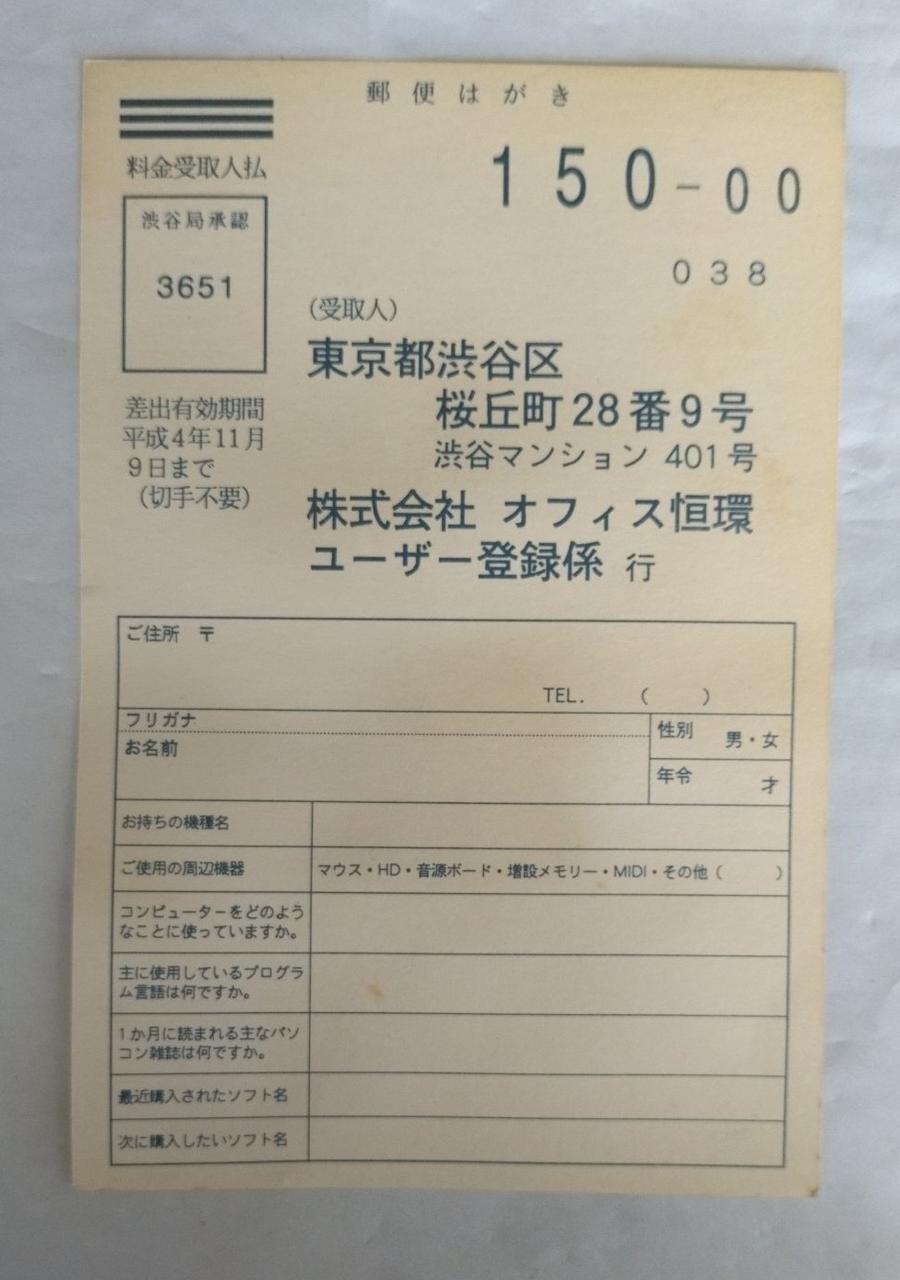 郵便はがき
料金受取人払
渋谷局承認
3651
差出有効期間
平成4年11月
9日まで
（切手不要）
150-00
038
（受取人）
東京都渋谷区
桜丘町28番9号
渋谷マンション 401号
株式会社 オフィス恒環
ユーザー登録係 行
ご住所 〒
TEL. （ ）
フリガナ
お名前
性別 男・女
年令 才
お持ちの機種名
ご使用の周辺機器 マウス・HD・音源ボード・増設メモリー・MIDI・その他（ ）
コンピューターをどのよう
なことに使っていますか。
主に使用しているプログラ
ム言語は何ですか。
1か月に読まれる主なパソ
コン雑誌は何ですか。
最近購入されたソフト名
次に購入したいソフト名